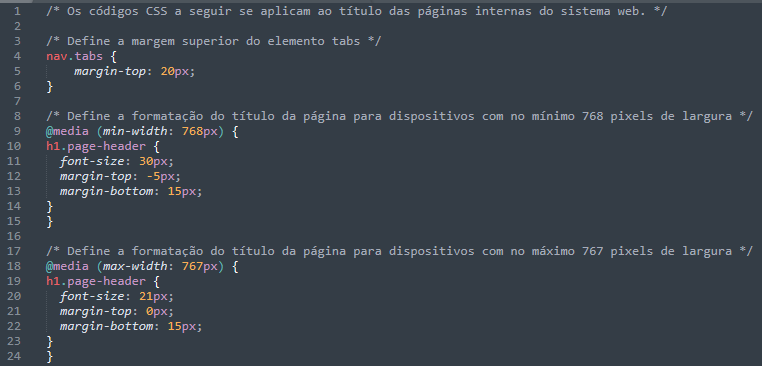 1 /* Os códigos CSS a seguir se aplicam ao título das páginas internas do sistema web. */
2
3 /* Define a margem superior do elemento tabs */
4 nav.tabs {
5 margin-top: 20px;
6 }
7
8 /* Define a formatação do título da página para dispositivos com no mínimo 768 pixels de largura */
9 @media (min-width: 768px) {
10 h1.page-header {
11 font-size: 30px;
12 margin-top: -5px;
13 margin-bottom: 15px;
14 }
15 }
16
17 /* Define a formatação do título da página para dispositivos com no máximo 767 pixels de largura */
18 @media (max-width: 767px) {
19 h1.page-header {
20 font-size: 21px;
21 margin-top: 0px;
22 margin-bottom: 15px;
23 }
24 }